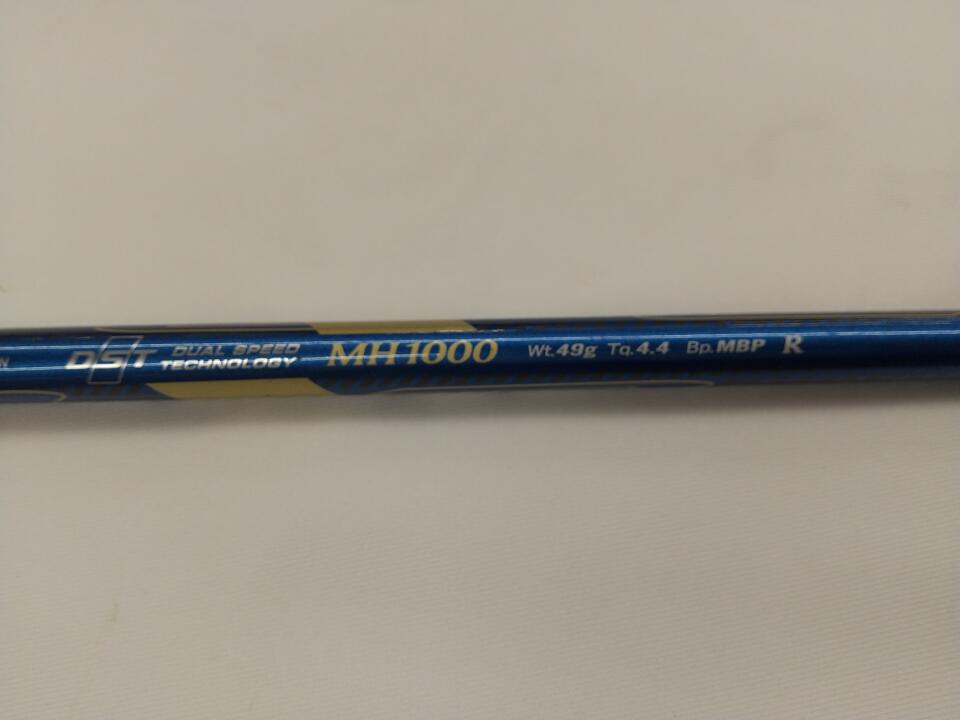 N DST DUAL SPEED TECHNOLOGY MH1000 Wt.49g Tq.4.4 Bp.MBP R